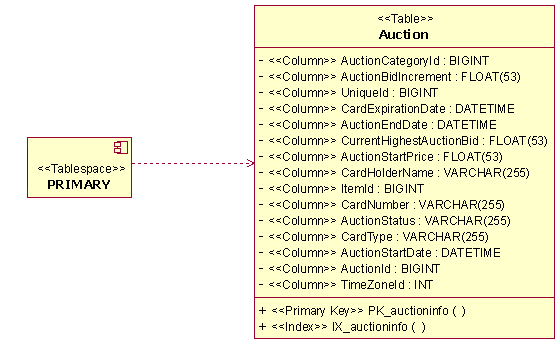 <<Table>>
Auction
- <<Column>> AuctionCategoryId : BIGINT
- <<Column>> AuctionBidIncrement : FLOAT(53)
- <<Column>> UniqueId : BIGINT
- <<Column>> CardExpirationDate : DATETIME
- <<Column>> AuctionEndDate : DATETIME
- <<Column>> CurrentHighestAuctionBid : FLOAT(53)
- <<Column>> AuctionStartPrice : FLOAT(53)
- <<Column>> CardHolderName : VARCHAR(255)
- <<Column>> ItemId : BIGINT
- <<Column>> CardNumber : VARCHAR(255)
- <<Column>> AuctionStatus : VARCHAR(255)
- <<Column>> CardType : VARCHAR(255)
- <<Column>> AuctionStartDate : DATETIME
- <<Column>> AuctionId : BIGINT
- <<Column>> TimeZoneId : INT
+ <<Primary Key>> PK_auctioninfo ( )
+ <<Index>> IX_auctioninfo ( )
<<Tablespace>>
PRIMARY